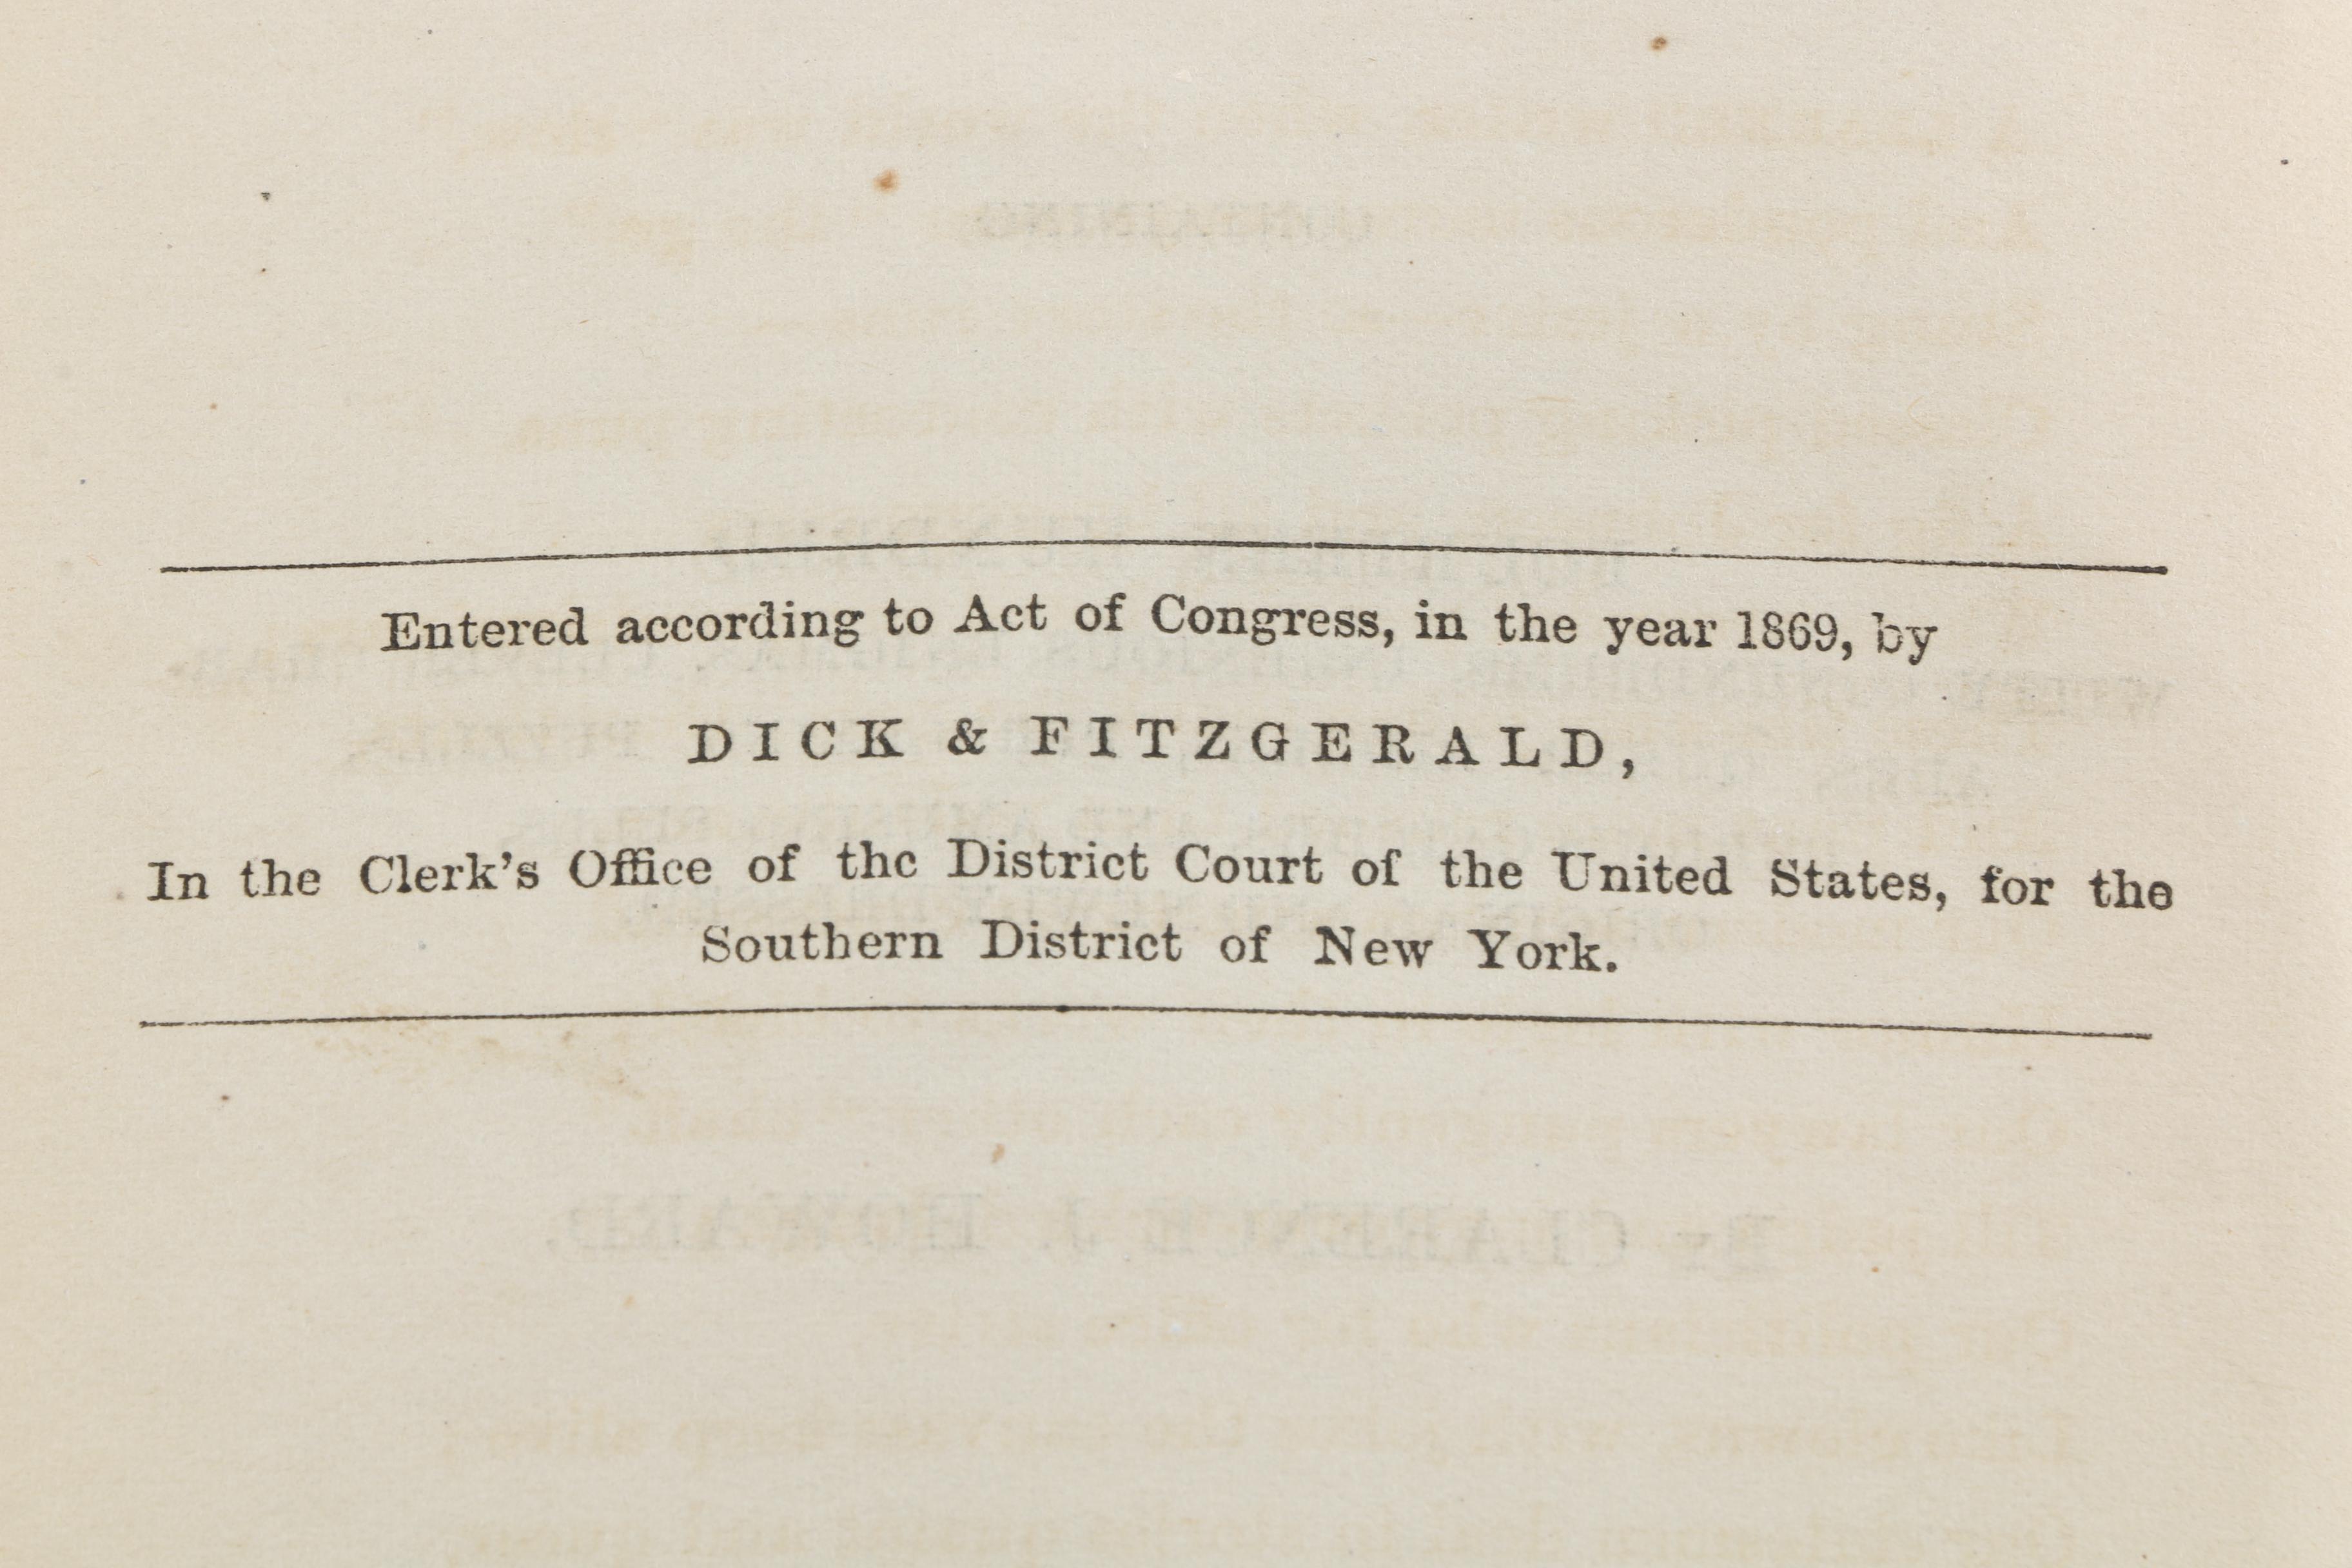 Entered according to Act of Congress, in the year 1869, by
DICK & FITZGERALD,
In the Clerk's Office of the District Court of the United States, for the
Southern District of New York.